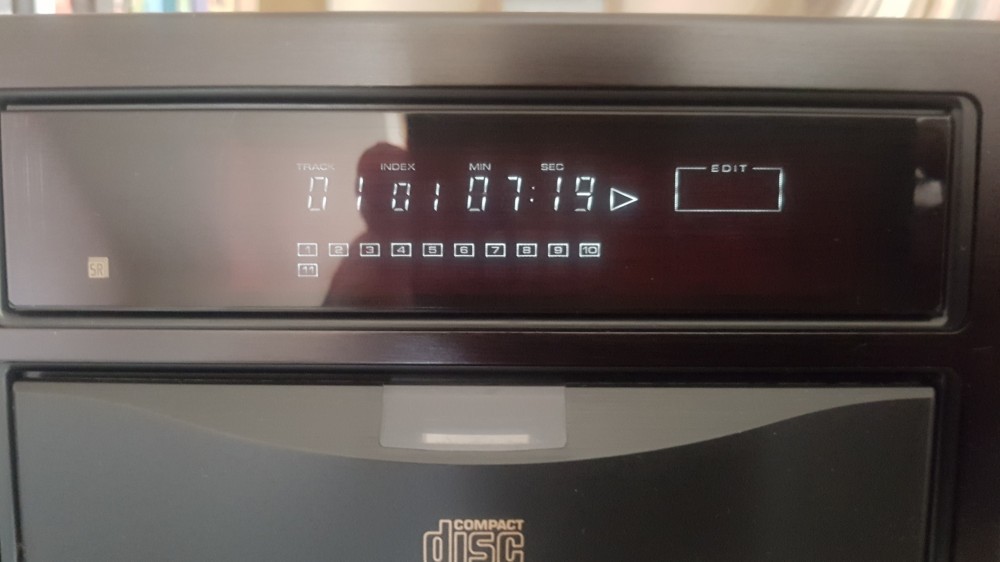 TRACK INDEX MIN SEC EDIT
01 01 07:19
1 2 3 4 5 6 7 8 9 10
11
SR
COMPACT
disc